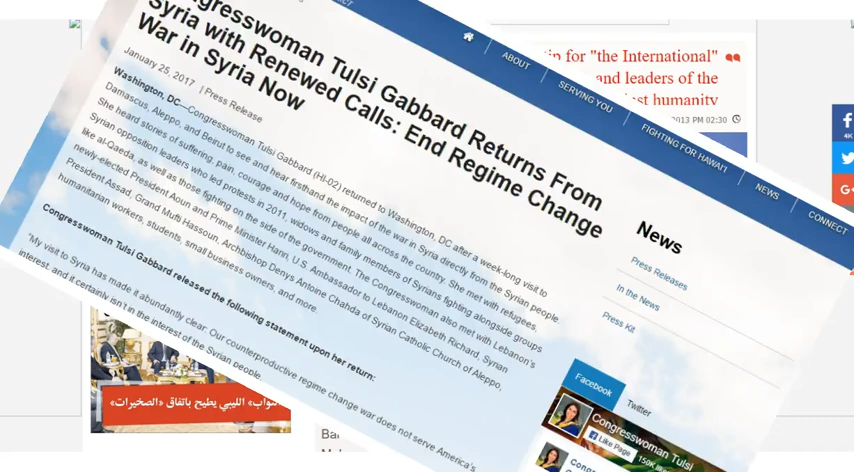 ABOUT
SERVING YOU
FIGHTING FOR HAWAI'I
NEWS
CONNECT
Congresswoman Tulsi Gabbard Returns From
Syria with Renewed Calls: End Regime Change
War in Syria Now
January 25, 2017 | Press Release
Washington, DC—Congresswoman Tulsi Gabbard (HI-02) returned to Washington, DC after a week-long visit to
Damascus, Aleppo, and Beirut to see and hear firsthand the impact of the war in Syria directly from the Syrian people.
She heard stories of suffering, pain, courage and hope from people all across the country. She met with refugees,
Syrian opposition leaders who led protests in 2011, widows and family members of Syrians fighting alongside groups
like al-Qaeda, as well as those fighting on the side of the government. The Congresswoman also met with Lebanon's
newly-elected President Aoun and Prime Minister Hariri, U.S. Ambassador to Lebanon Elizabeth Richard, Syrian
President Assad, Grand Mufti Hassoun, Archbishop Denys Antoine Chahda of Syrian Catholic Church of Aleppo,
humanitarian workers, students, small business owners, and more.
Congresswoman Tulsi Gabbard released the following statement upon her return:
"My visit to Syria has made it abundantly clear: Our counterproductive regime change war does not serve America's
interest, and it certainly isn't in the interest of the Syrian people.
News
Press Releases
In the News
Press Kit
Facebook
Twitter
Congresswoman Tulsi
Like Page
150K
for "the International"
and leaders of the
humanity
2013 PM 02:30
4K
النواب» الليبي يطيح باتفاق «الصخيرات»